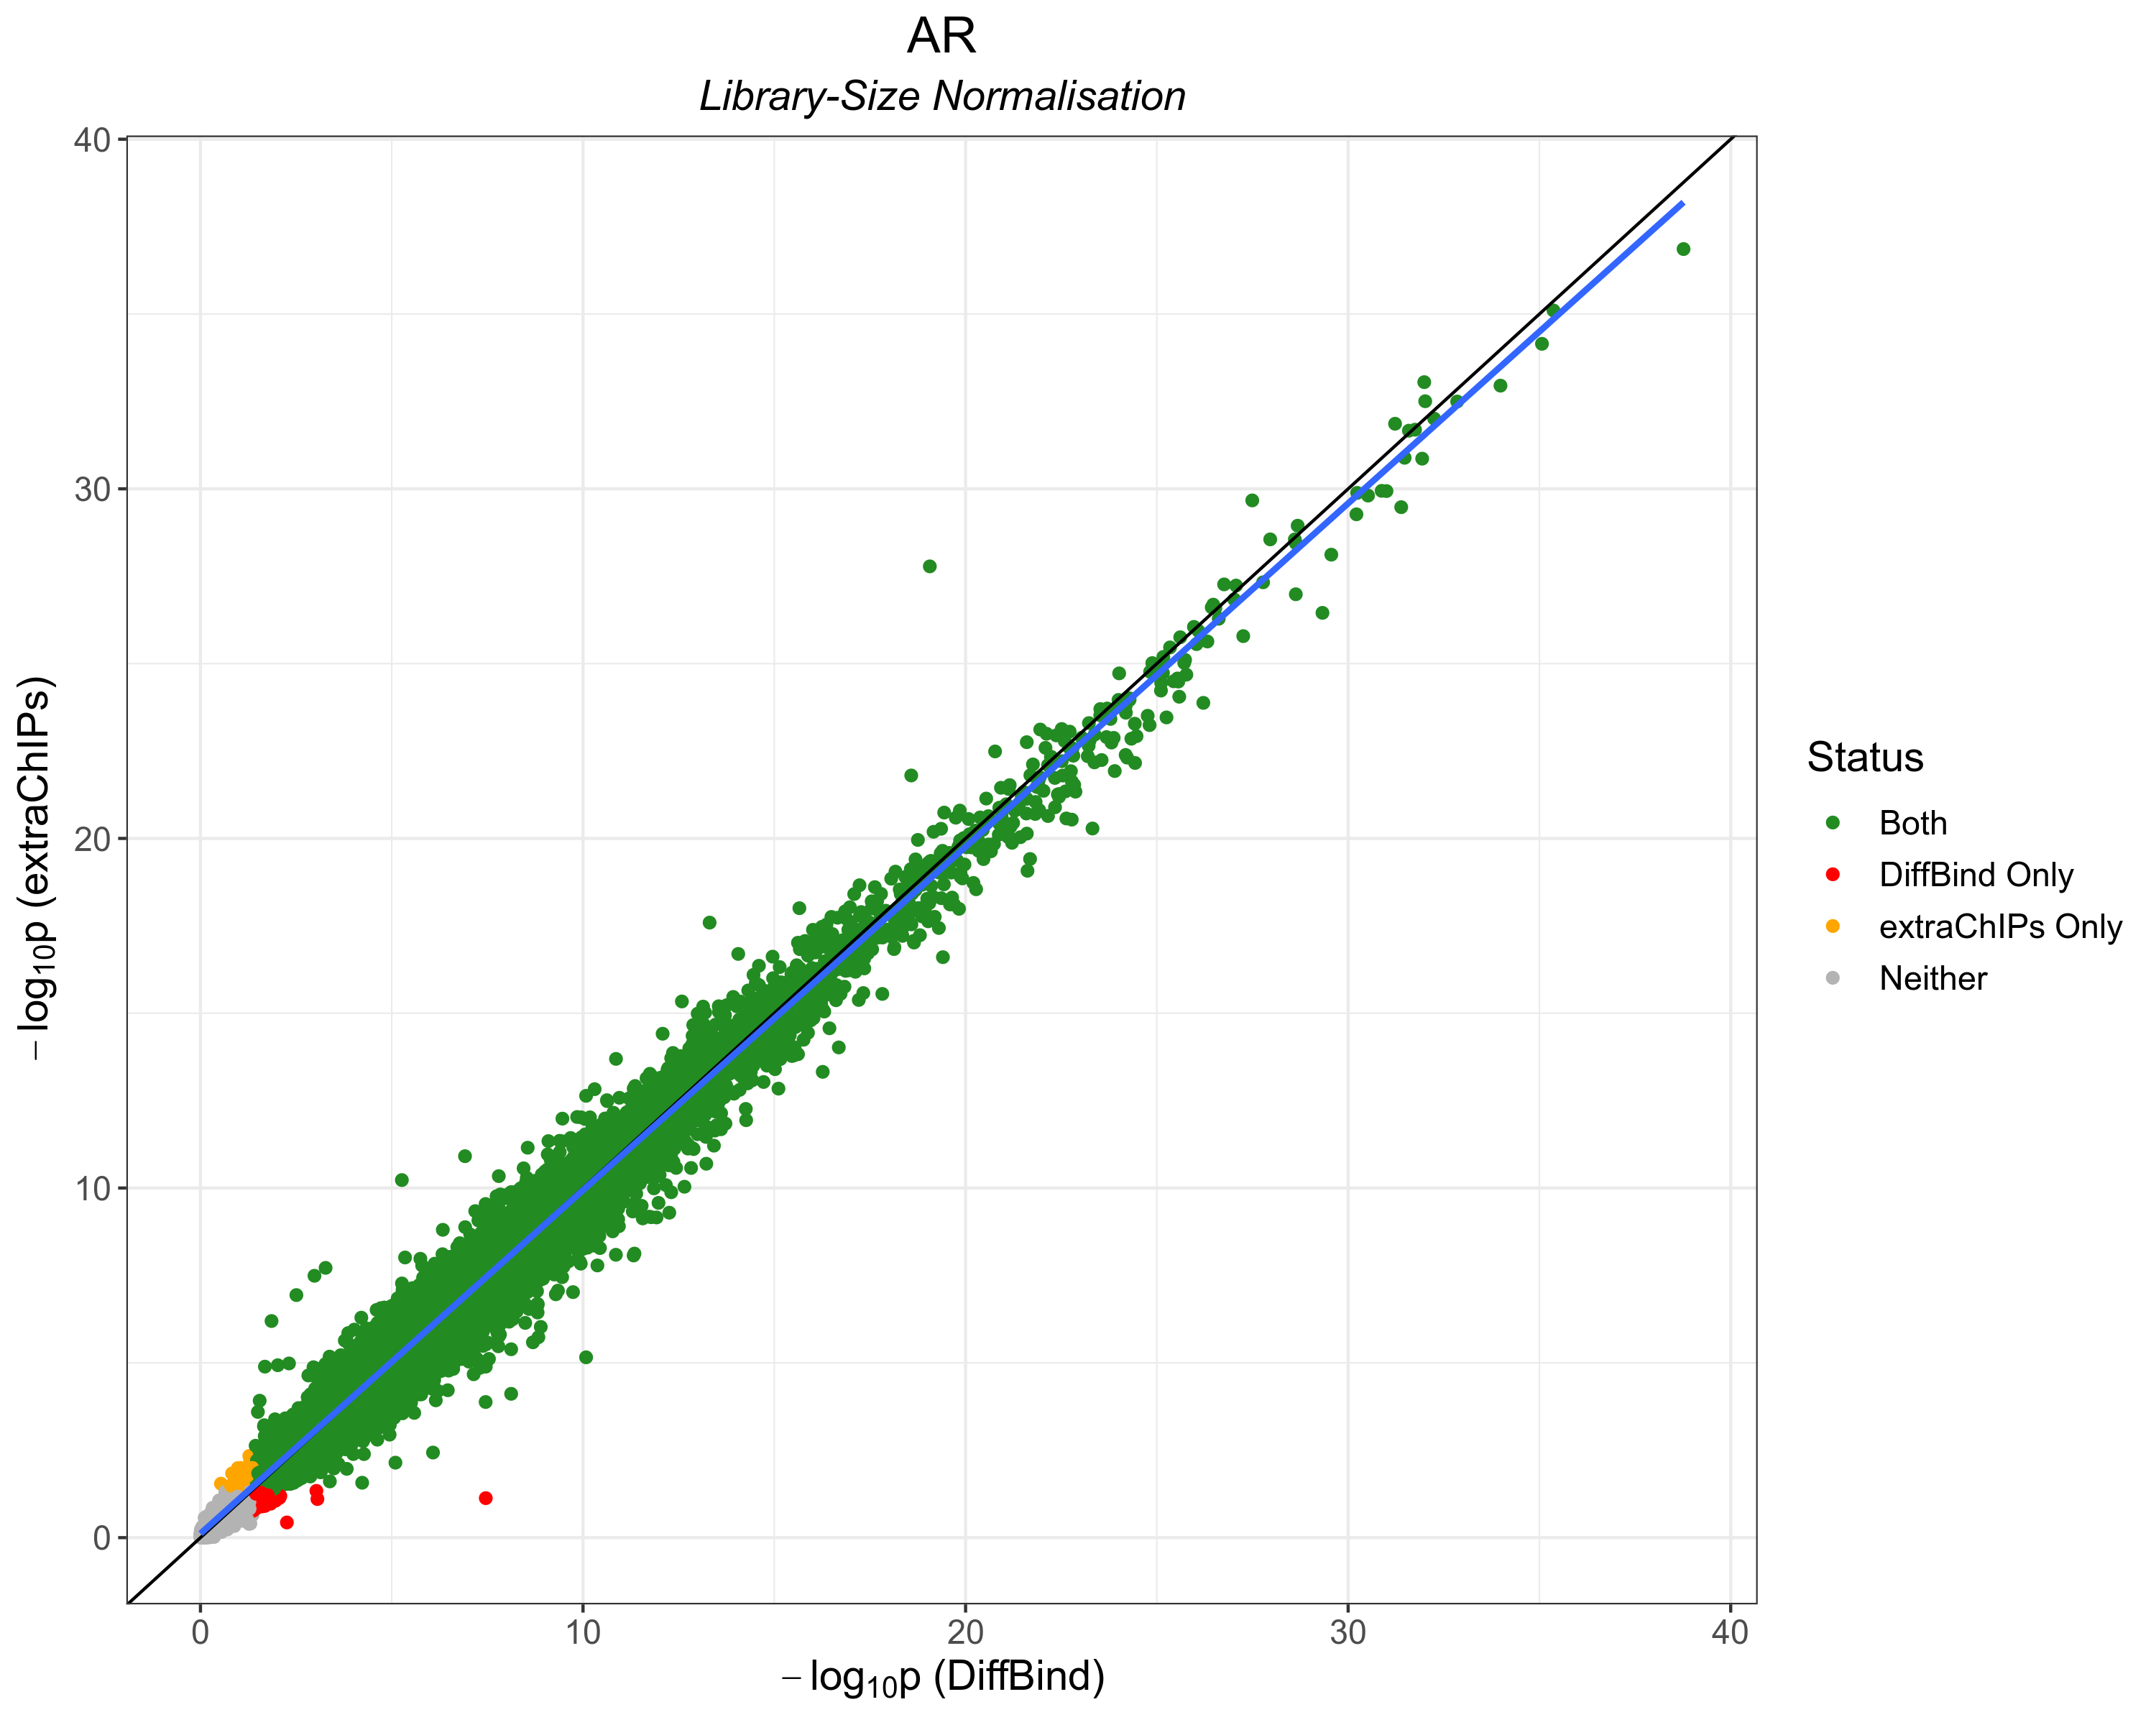 AR
Library-Size Normalisation
40
30
20
10
0
− log10p (extraChIPs)
0 10 20 30 40
− log10p (DiffBind)
Status
Both
DiffBind Only
extraChIPs Only
Neither